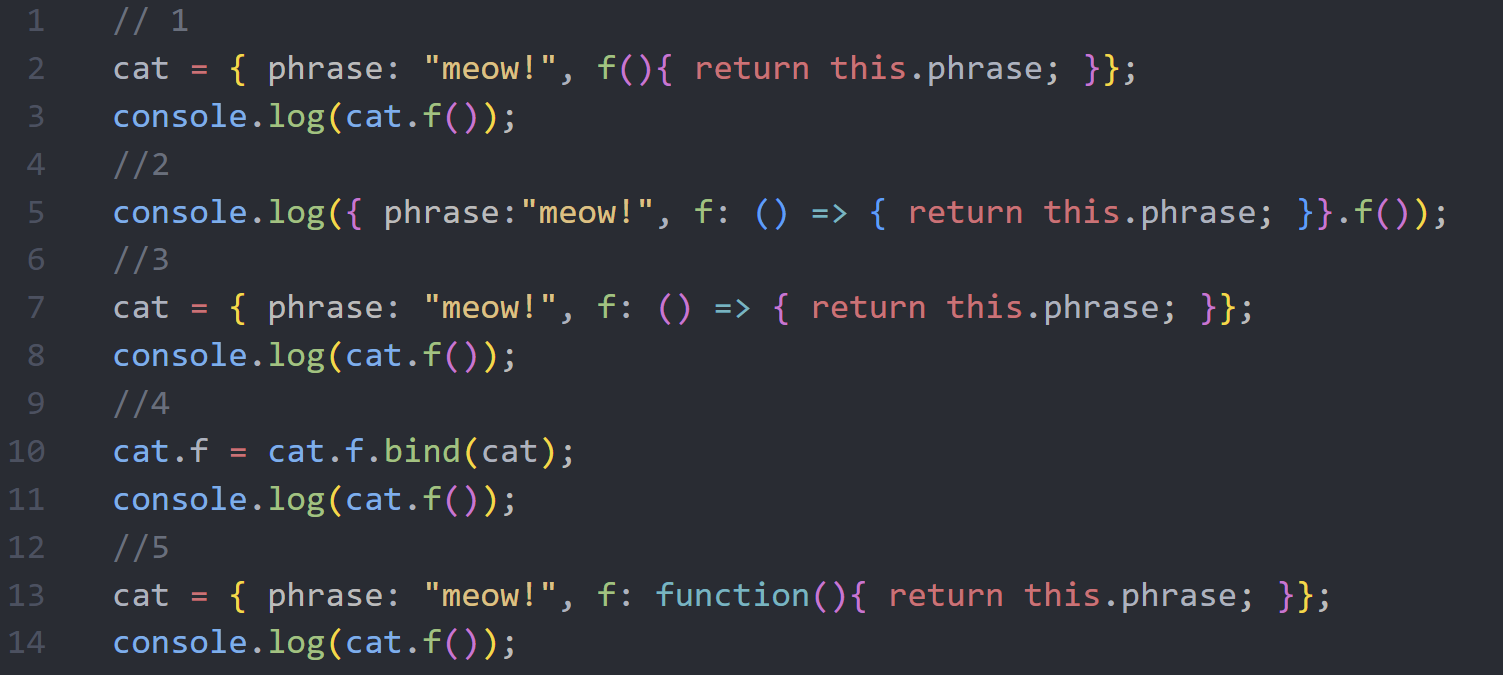 1 // 1
2 cat = { phrase: "meow!", f(){ return this.phrase; }};
3 console.log(cat.f());
4 //2
5 console.log({ phrase:"meow!", f: () => { return this.phrase; }}.f());
6 //3
7 cat = { phrase: "meow!", f: () => { return this.phrase; }};
8 console.log(cat.f());
9 //4
10 cat.f = cat.f.bind(cat);
11 console.log(cat.f());
12 //5
13 cat = { phrase: "meow!", f: function(){ return this.phrase; }};
14 console.log(cat.f());